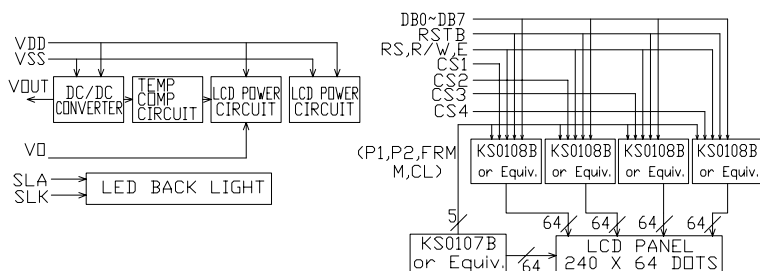 VDD
VSS
VOUT
DC/DC
CONVERTER
TEMP
COMP
CIRCUIT
LCD POWER
CIRCUIT
LCD POWER
CIRCUIT
VO
SLA
SLK
LED BACK LIGHT
DB0~DB7
RSTB
RS,R/W,E
CS1
CS2
CS3
CS4
(P1,P2,FRM
M,CL)
KS0108B
or Equiv.
KS0108B
or Equiv.
KS0108B
or Equiv.
KS0108B
or Equiv.
5
64
64
64
64
KS0107B
or Equiv.
64
LCD PANEL
240 X 64 DOTS